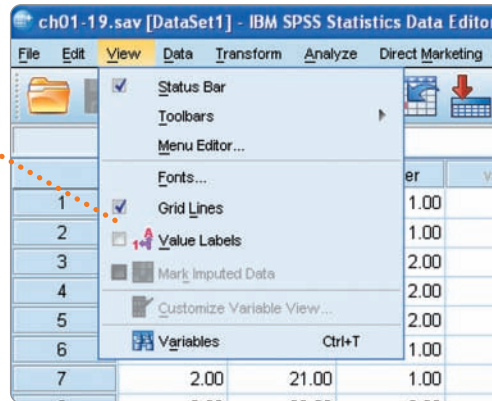 ch01-19.sav [DataSet1] - IBM SPSS Statistics Data Editor
File Edit View Data Transform Analyze Direct Marketing
Status Bar
Toolbars
Menu Editor...
Fonts...
er
1 Grid Lines 1.00
2 Value Labels 1.00
3 Mark Imputed Data 2.00
4 2.00
Customize Variable View...
5 2.00
6 Variables Ctrl+T 1.00
7 2.00 21.00 1.00